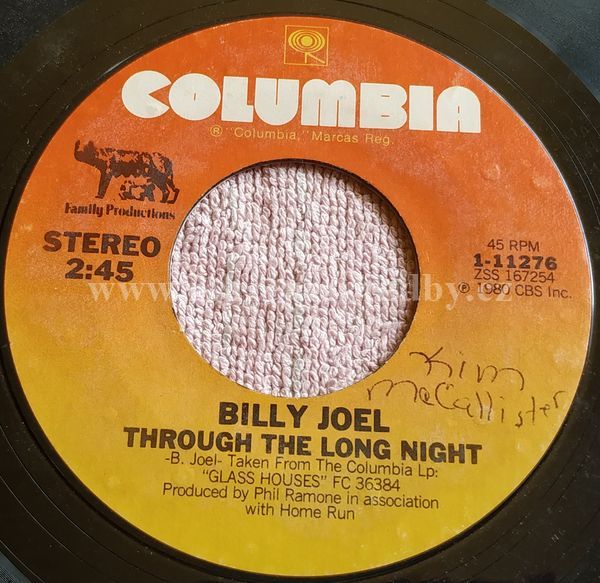 COLUMBIA
® "Columbia," Marcas Reg.
Family Productions
STEREO
2:45
45 RPM
1-11276
ZSS 167254
℗ 1980 CBS Inc.
Kim
McCallister
BILLY JOEL
THROUGH THE LONG NIGHT
-B. Joel- Taken From The Columbia Lp:
"GLASS HOUSES" FC 36384
Produced by Phil Ramone in association
with Home Run